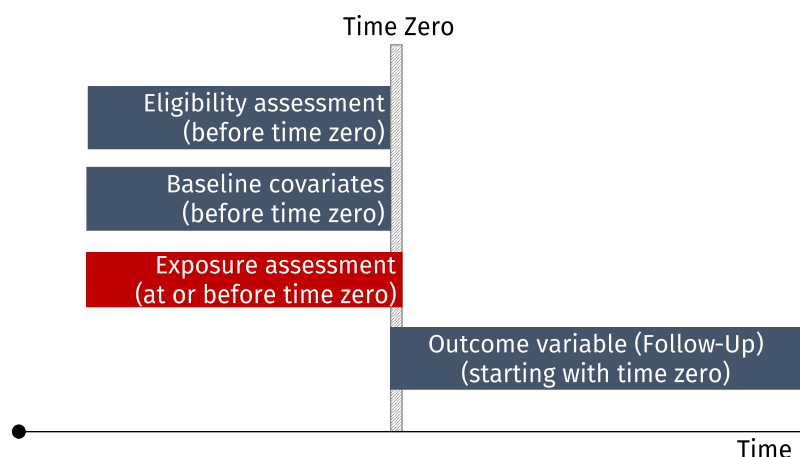 Time Zero
Eligibility assessment
(before time zero)
Baseline covariates
(before time zero)
Exposure assessment
(at or before time zero)
Outcome variable (Follow-Up)
(starting with time zero)
Time